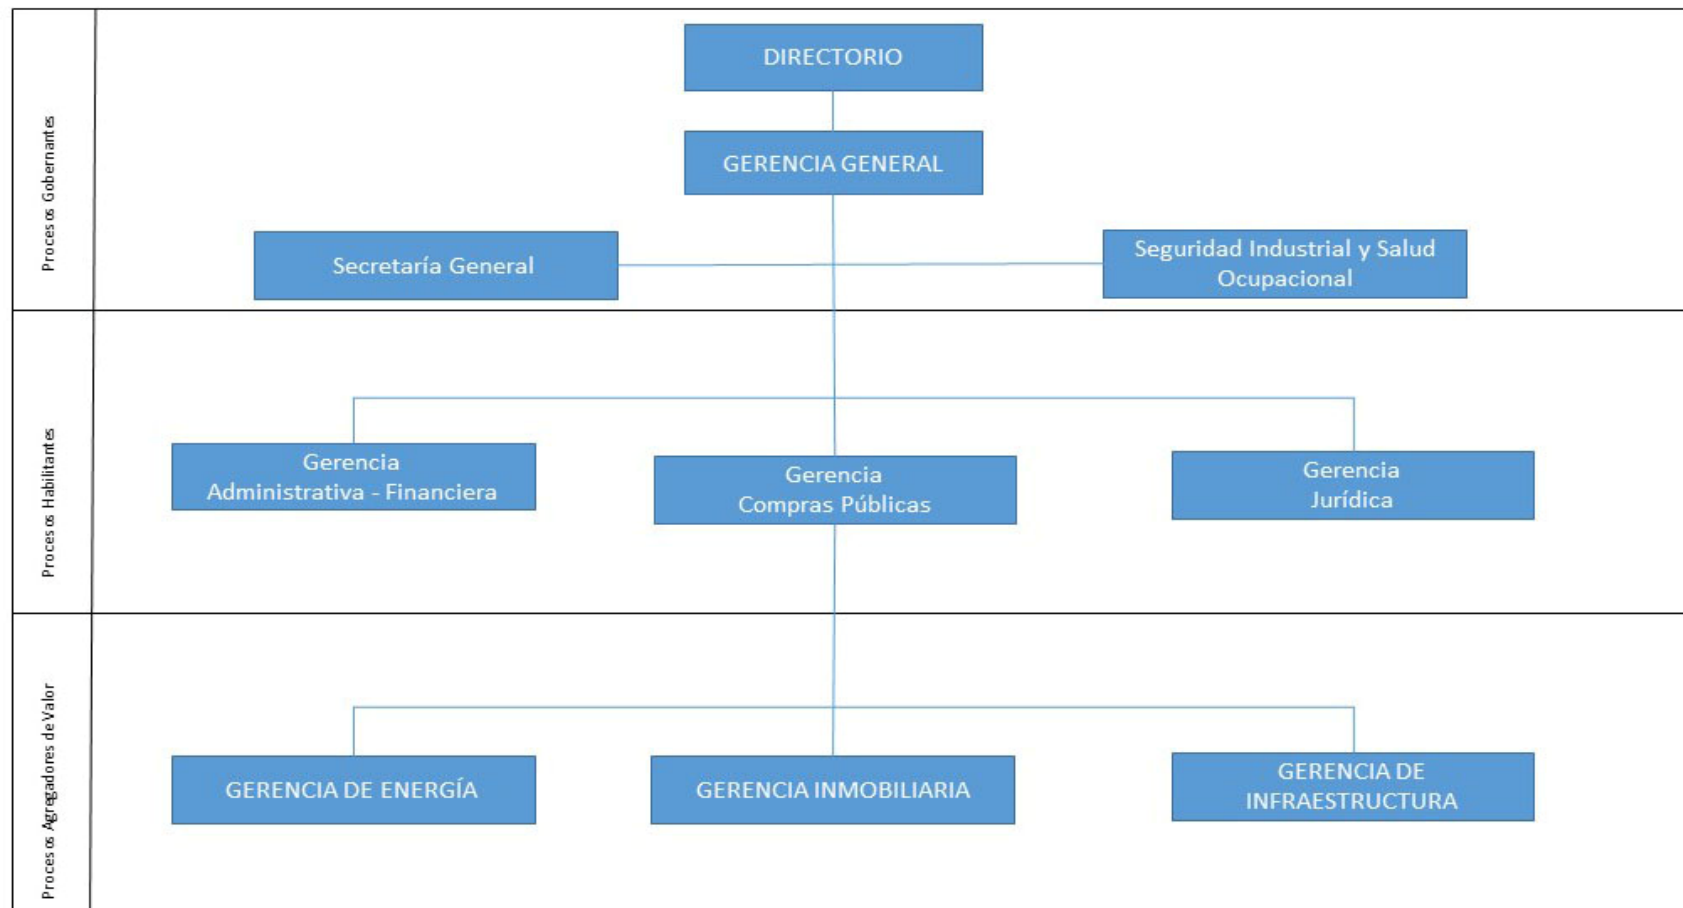 Procesos Gobernantes
DIRECTORIO
GERENCIA GENERAL
Secretaría General
Seguridad Industrial y Salud
Ocupacional
Procesos Habilitantes
Gerencia
Administrativa - Financiera
Gerencia
Compras Públicas
Gerencia
Jurídica
Procesos Agregadores de Valor
GERENCIA DE ENERGÍA
GERENCIA INMOBILIARIA
GERENCIA DE
INFRAESTRUCTURA